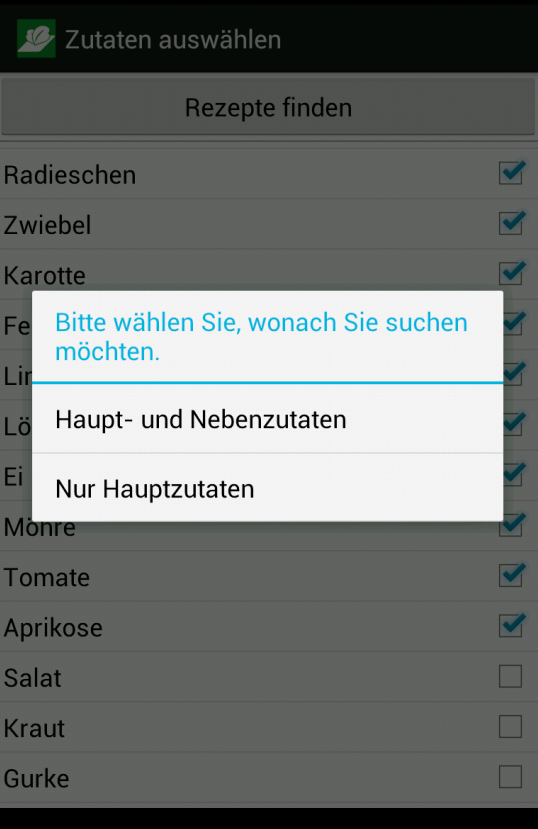 Zutaten auswählen
Rezepte finden
Radieschen
Zwiebel
Karotte
Bitte wählen Sie, wonach Sie suchen
möchten.
Haupt- und Nebenzutaten
Nur Hauptzutaten
Fe
Lö
Ei
Möhre
Tomate
Aprikose
Salat
Kraut
Gurke